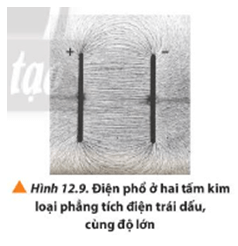 tạo
+ −
Hình 12.9. Điện phổ ở hai tấm kim
loại phẳng tích điện trái dấu,
cùng độ lớn